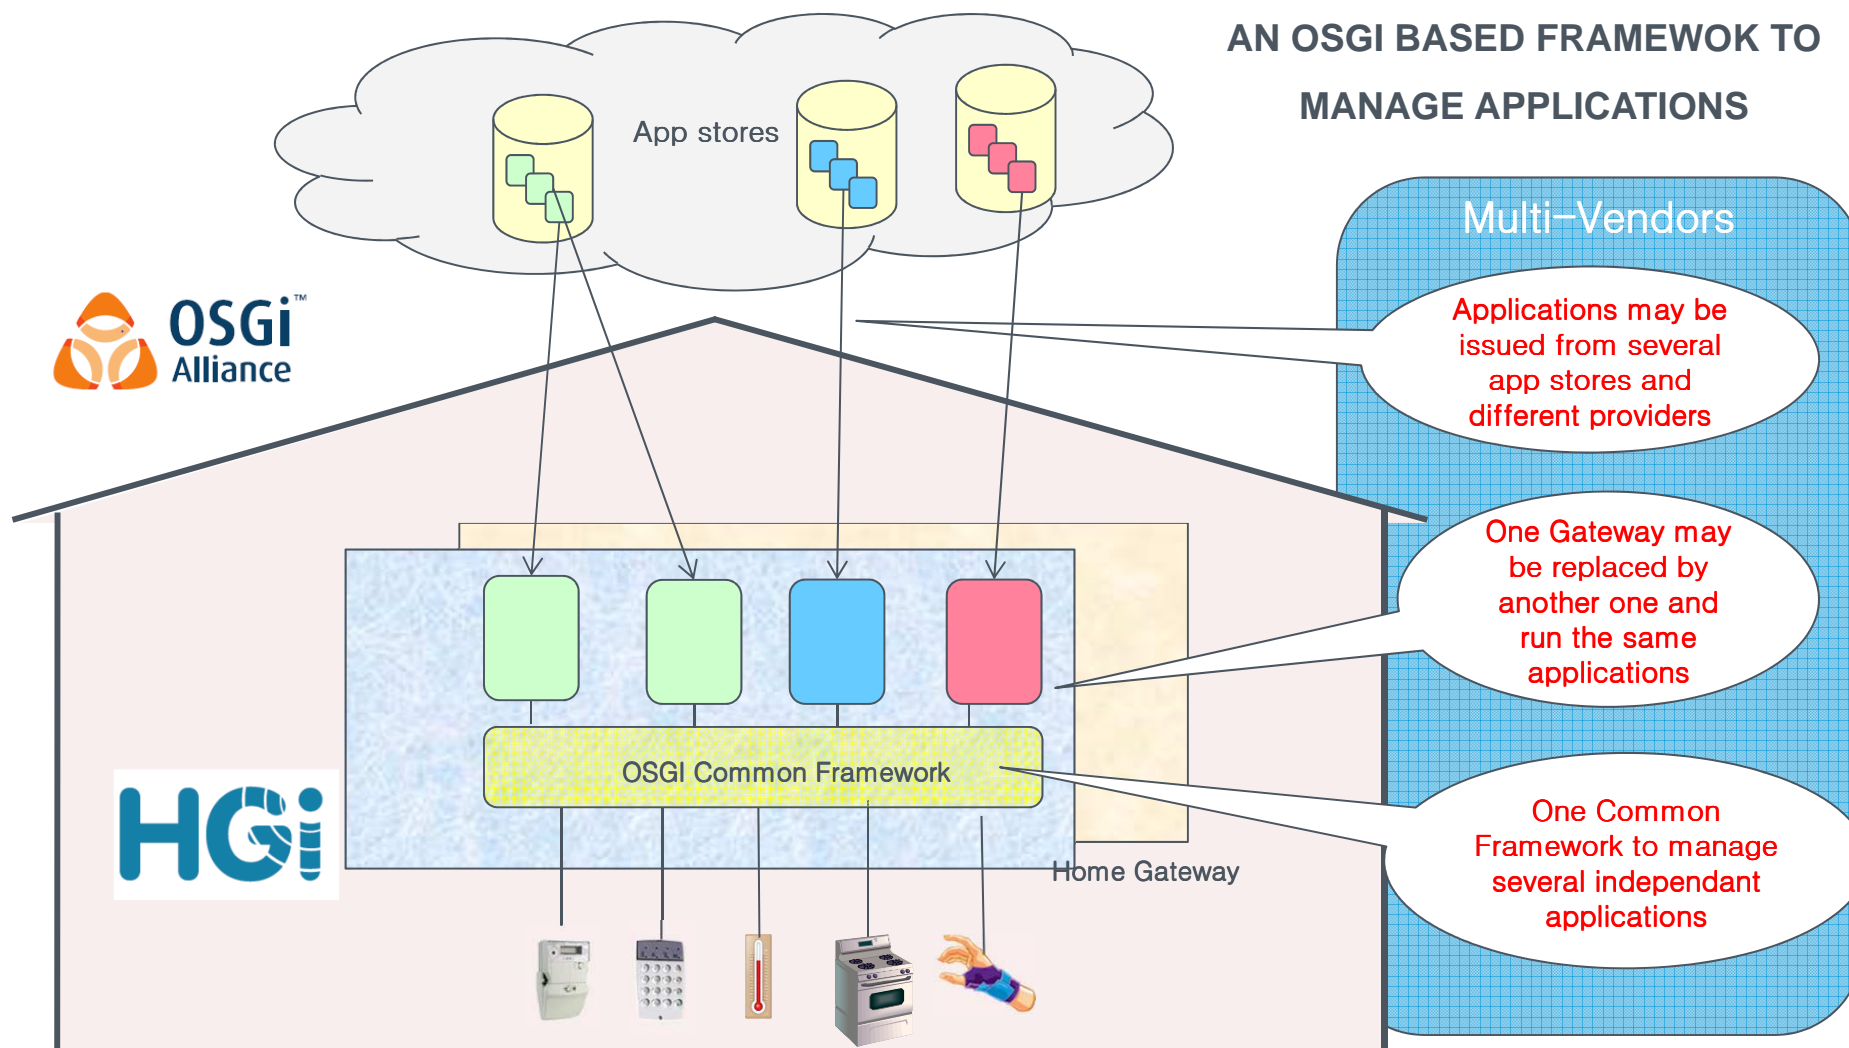 AN OSGI BASED FRAMEWOK TO
MANAGE APPLICATIONS
App stores
Multi-Vendors
OSGi™
Alliance
Applications may be
issued from several
app stores and
different providers
One Gateway may
be replaced by
another one and
run the same
applications
OSGI Common Framework
HGi
Home Gateway
One Common
Framework to manage
several independant
applications